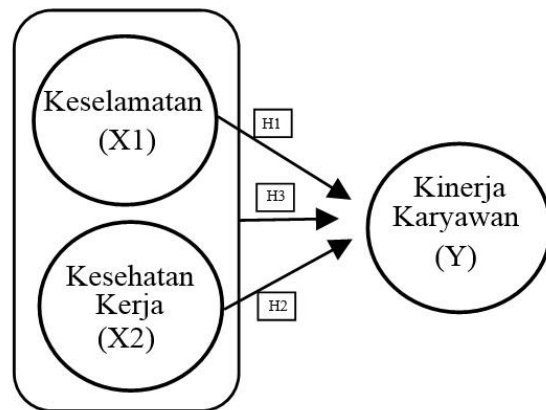 Keselamatan
(X1)
H1
H3
Kinerja
Karyawan
(Y)
Kesehatan
Kerja
(X2)
H2